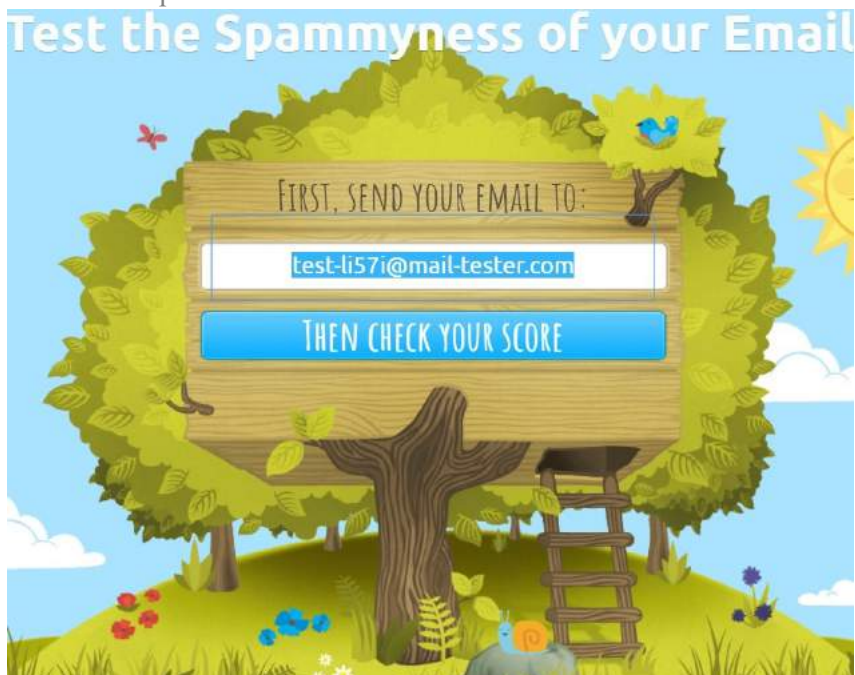 Test the Spammyness of your Email
FIRST, SEND YOUR EMAIL TO:
test-li57i@mail-tester.com
THEN CHECK YOUR SCORE